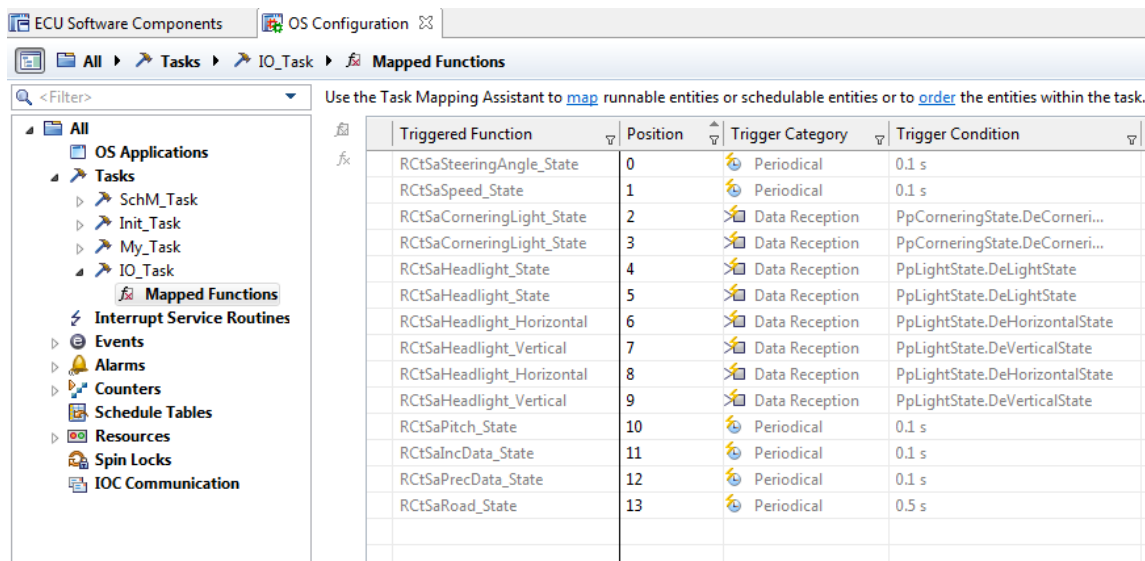 ECU Software Components OS Configuration
All Tasks IO_Task Mapped Functions
<Filter> Use the Task Mapping Assistant to map runnable entities or schedulable entities or to order the entities within the task.
All
OS Applications
Tasks
SchM_Task
Init_Task
My_Task
IO_Task
Mapped Functions
Interrupt Service Routines
Events
Alarms
Counters
Schedule Tables
Resources
Spin Locks
IOC Communication
Triggered Function Position Trigger Category Trigger Condition
RCtSaSteeringAngle_State 0 Periodical 0.1 s
RCtSaSpeed_State 1 Periodical 0.1 s
RCtSaCorneringLight_State 2 Data Reception PpCorneringState.DeCorneri...
RCtSaCorneringLight_State 3 Data Reception PpCorneringState.DeCorneri...
RCtSaHeadlight_State 4 Data Reception PpLightState.DeLightState
RCtSaHeadlight_State 5 Data Reception PpLightState.DeLightState
RCtSaHeadlight_Horizontal 6 Data Reception PpLightState.DeHorizontalState
RCtSaHeadlight_Vertical 7 Data Reception PpLightState.DeVerticalState
RCtSaHeadlight_Horizontal 8 Data Reception PpLightState.DeHorizontalState
RCtSaHeadlight_Vertical 9 Data Reception PpLightState.DeVerticalState
RCtSaPitch_State 10 Periodical 0.1 s
RCtSaIncData_State 11 Periodical 0.1 s
RCtSaPrecData_State 12 Periodical 0.1 s
RCtSaRoad_State 13 Periodical 0.5 s